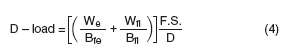 D – load = [(We/Bfe + Wfl/Bfl)] F.S./D (4)